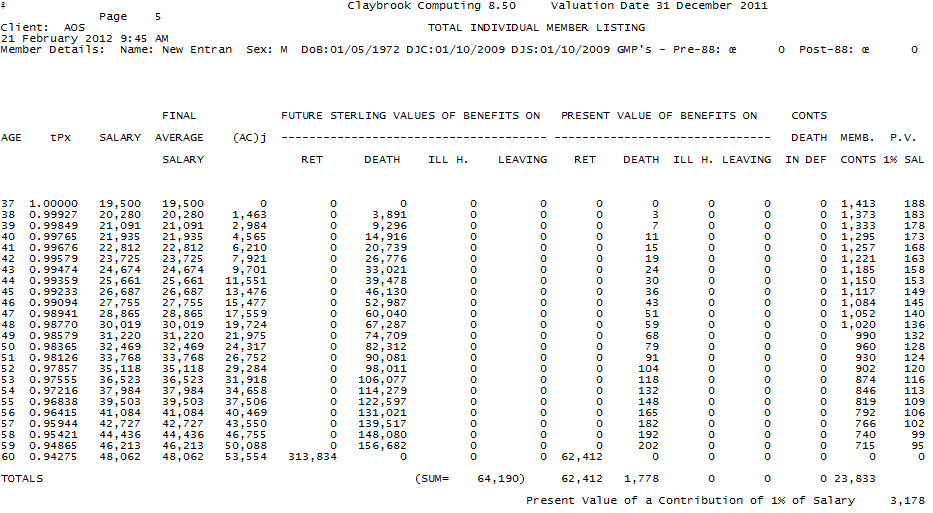 ‡ Claybrook Computing 8.50 Valuation Date 31 December 2011
Page 5
Client: AOS TOTAL INDIVIDUAL MEMBER LISTING
21 February 2012 9:45 AM
Member Details: Name: New Entran Sex: M DoB:01/05/1972 DJC:01/10/2009 DJS:01/10/2009 GMP's - Pre-88: œ 0 Post-88: œ 0
FINAL FUTURE STERLING VALUES OF BENEFITS ON PRESENT VALUE OF BENEFITS ON CONTS
AGE tPx SALARY AVERAGE (AC)j -------------------------------------- --------------------------- DEATH MEMB. P.V.
SALARY RET DEATH ILL H. LEAVING RET DEATH ILL H. LEAVING IN DEF CONTS 1% SAL
37 1.00000 19,500 19,500 0 0 0 0 0 0 0 0 0 0 1,413 188
38 0.99927 20,280 20,280 1,463 0 3,891 0 0 0 3 0 0 0 1,373 183
39 0.99849 21,091 21,091 2,984 0 9,296 0 0 0 7 0 0 0 1,333 178
40 0.99765 21,935 21,935 4,565 0 14,916 0 0 0 11 0 0 0 1,295 173
41 0.99676 22,812 22,812 6,210 0 20,739 0 0 0 15 0 0 0 1,257 168
42 0.99579 23,725 23,725 7,921 0 26,776 0 0 0 19 0 0 0 1,221 163
43 0.99474 24,674 24,674 9,701 0 33,021 0 0 0 24 0 0 0 1,185 158
44 0.99359 25,661 25,661 11,551 0 39,478 0 0 0 30 0 0 0 1,150 153
45 0.99233 26,687 26,687 13,476 0 46,130 0 0 0 36 0 0 0 1,117 149
46 0.99094 27,755 27,755 15,477 0 52,987 0 0 0 43 0 0 0 1,084 145
47 0.98941 28,865 28,865 17,559 0 60,040 0 0 0 51 0 0 0 1,052 140
48 0.98770 30,019 30,019 19,724 0 67,287 0 0 0 59 0 0 0 1,020 136
49 0.98579 31,220 31,220 21,975 0 74,709 0 0 0 68 0 0 0 990 132
50 0.98365 32,469 32,469 24,317 0 82,312 0 0 0 79 0 0 0 960 128
51 0.98126 33,768 33,768 26,752 0 90,081 0 0 0 91 0 0 0 930 124
52 0.97857 35,118 35,118 29,284 0 98,011 0 0 0 104 0 0 0 902 120
53 0.97555 36,523 36,523 31,918 0 106,077 0 0 0 118 0 0 0 874 116
54 0.97216 37,984 37,984 34,658 0 114,279 0 0 0 132 0 0 0 846 113
55 0.96838 39,503 39,503 37,506 0 122,597 0 0 0 148 0 0 0 819 109
56 0.96415 41,084 41,084 40,469 0 131,021 0 0 0 165 0 0 0 792 106
57 0.95944 42,727 42,727 43,550 0 139,517 0 0 0 182 0 0 0 766 102
58 0.95421 44,436 44,436 46,755 0 148,080 0 0 0 192 0 0 0 740 99
59 0.94865 46,213 46,213 50,088 0 156,682 0 0 0 202 0 0 0 715 95
60 0.94275 48,062 48,062 53,554 313,834 0 0 0 62,412 0 0 0 0 0 0
TOTALS (SUM= 64,190) 62,412 1,778 0 0 0 23,833
Present Value of a Contribution of 1% of Salary 3,178